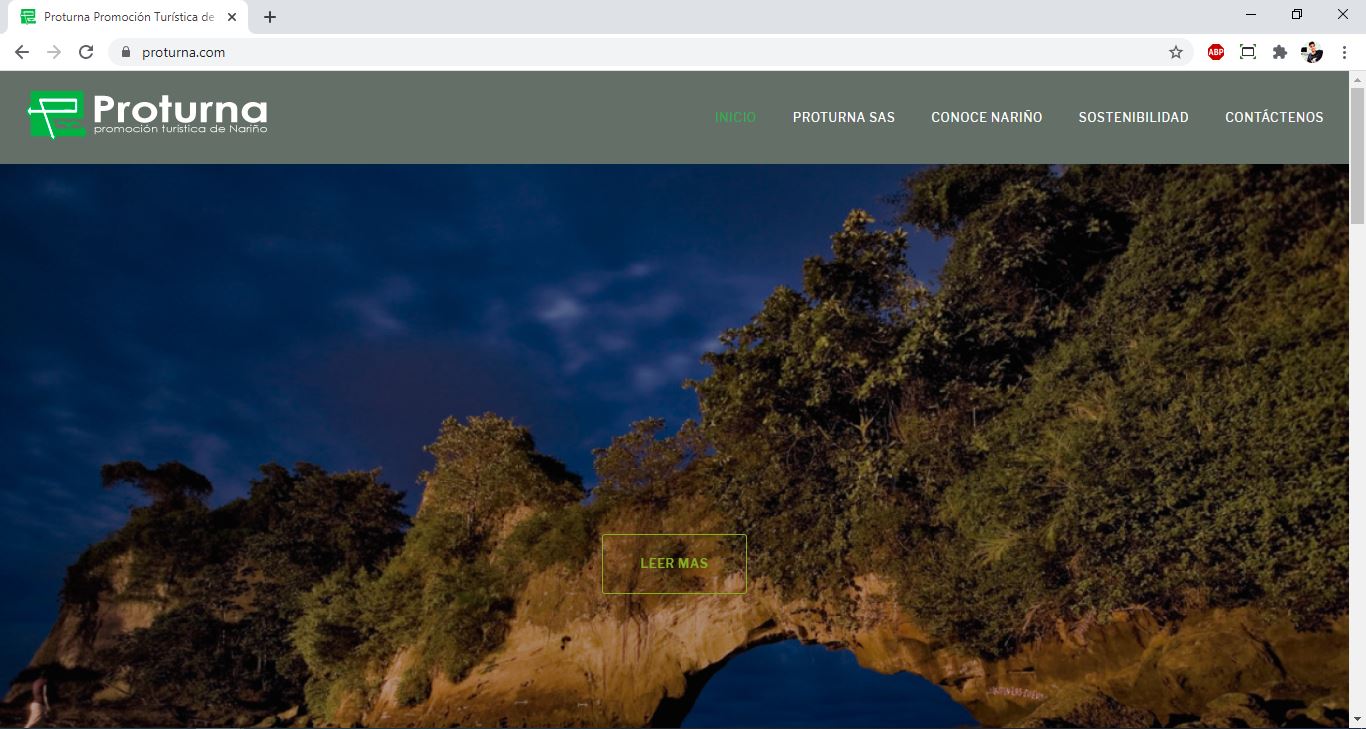 Proturna Promoción Turística de
proturna.com
ABP
Proturna
promoción turística de Nariño
INICIO
PROTURNA SAS
CONOCE NARIÑO
SOSTENIBILIDAD
CONTÁCTENOS
LEER MAS